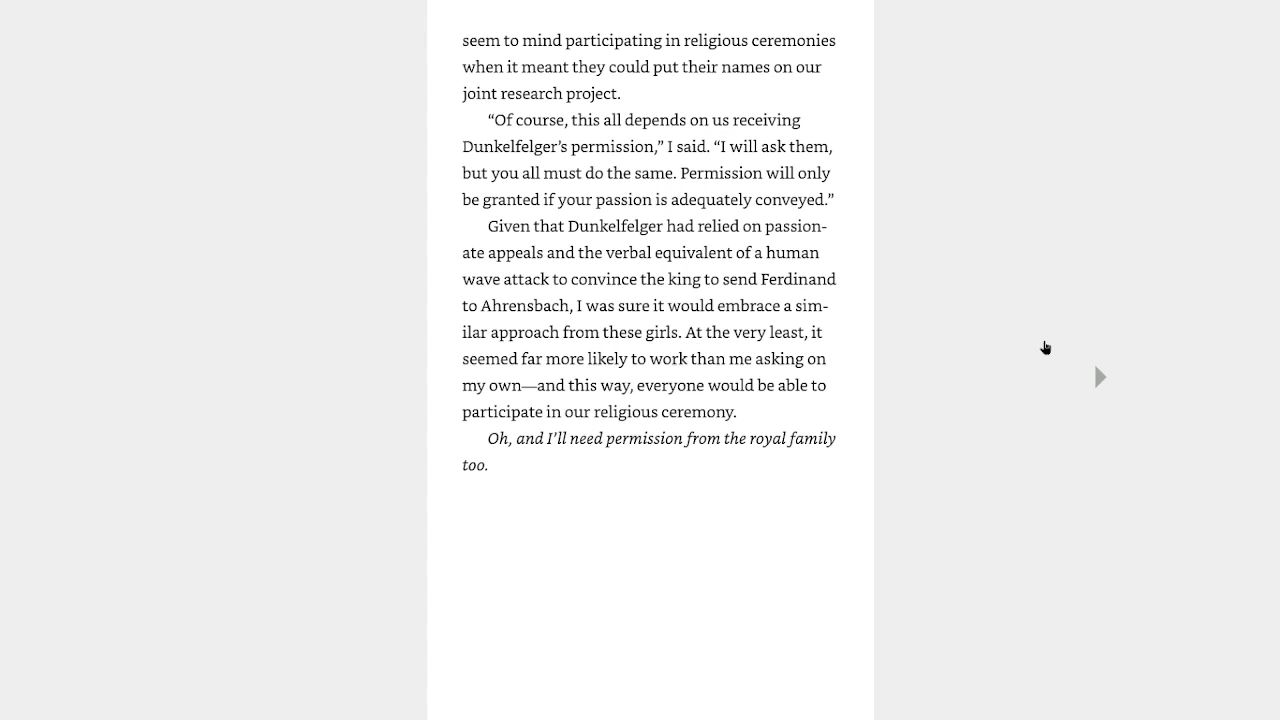 seem to mind participating in religious ceremonies
when it meant they could put their names on our
joint research project.
“Of course, this all depends on us receiving
Dunkelfelger’s permission,” I said. “I will ask them,
but you all must do the same. Permission will only
be granted if your passion is adequately conveyed.”
Given that Dunkelfelger had relied on passion-
ate appeals and the verbal equivalent of a human
wave attack to convince the king to send Ferdinand
to Ahrensbach, I was sure it would embrace a sim-
ilar approach from these girls. At the very least, it
seemed far more likely to work than me asking on
my own—and this way, everyone would be able to
participate in our religious ceremony.
Oh, and I’ll need permission from the royal family
too.